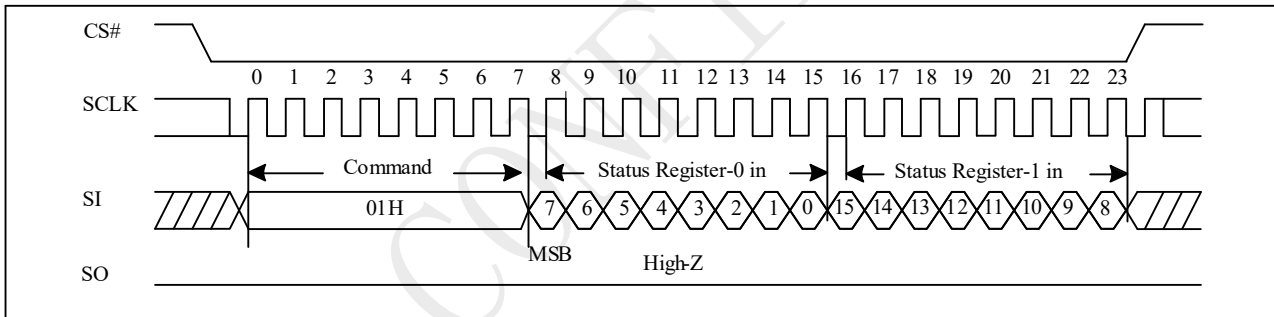 CS#
0 1 2 3 4 5 6 7 8 9 10 11 12 13 14 15 16 17 18 19 20 21 22 23
SCLK
Command Status Register-0 in Status Register-1 in
SI
01H 7 6 5 4 3 2 1 0 15 14 13 12 11 10 9 8
MSB High-Z
SO